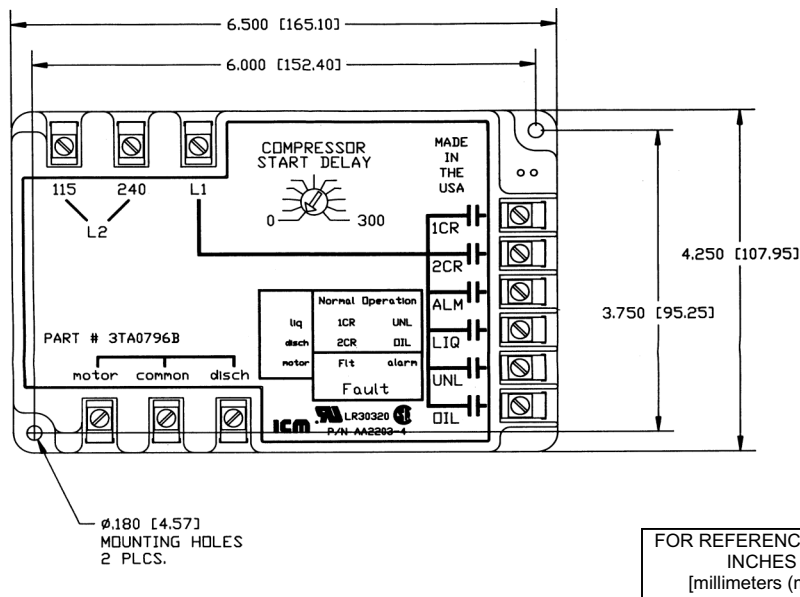 6.500 [165.10]
6.000 [152.40]
COMPRESSOR
START DELAY
0 300
MADE
IN
THE
USA
115 240 L1
L2
1CR
2CR
ALM
LIQ
UNL
OIL
4.250 [107.95]
3.750 [95.25]
Normal Operation
liq 1CR UNL
disch 2CR OIL
motor Flt alarm
Fault
PART # 3TA0796B
motor common disch
ICM LR30320
P/N AA2203-4
Ø.180 [4.57]
MOUNTING HOLES
2 PLCS.
FOR REFERENC
INCHES
[millimeters (